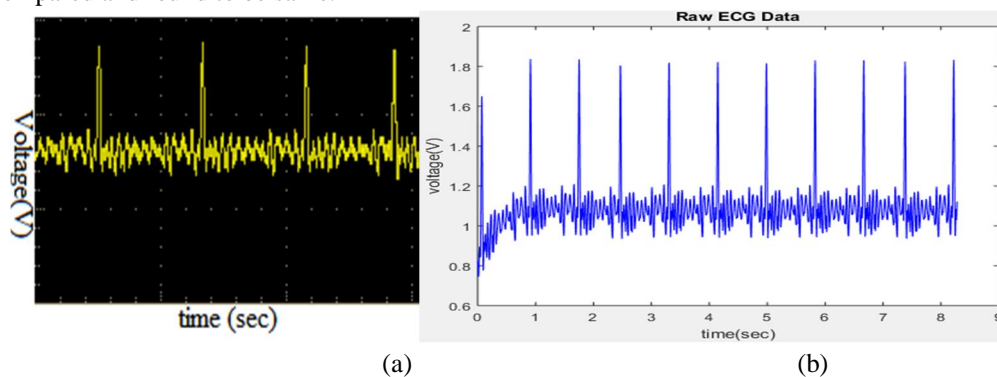 Voltage(V)
time (sec)
(a)
Raw ECG Data
voltage(V)
2
1.8
1.6
1.4
1.2
1
0.8
0.6
0 1 2 3 4 5 6 7 8 9
time(sec)
(b)